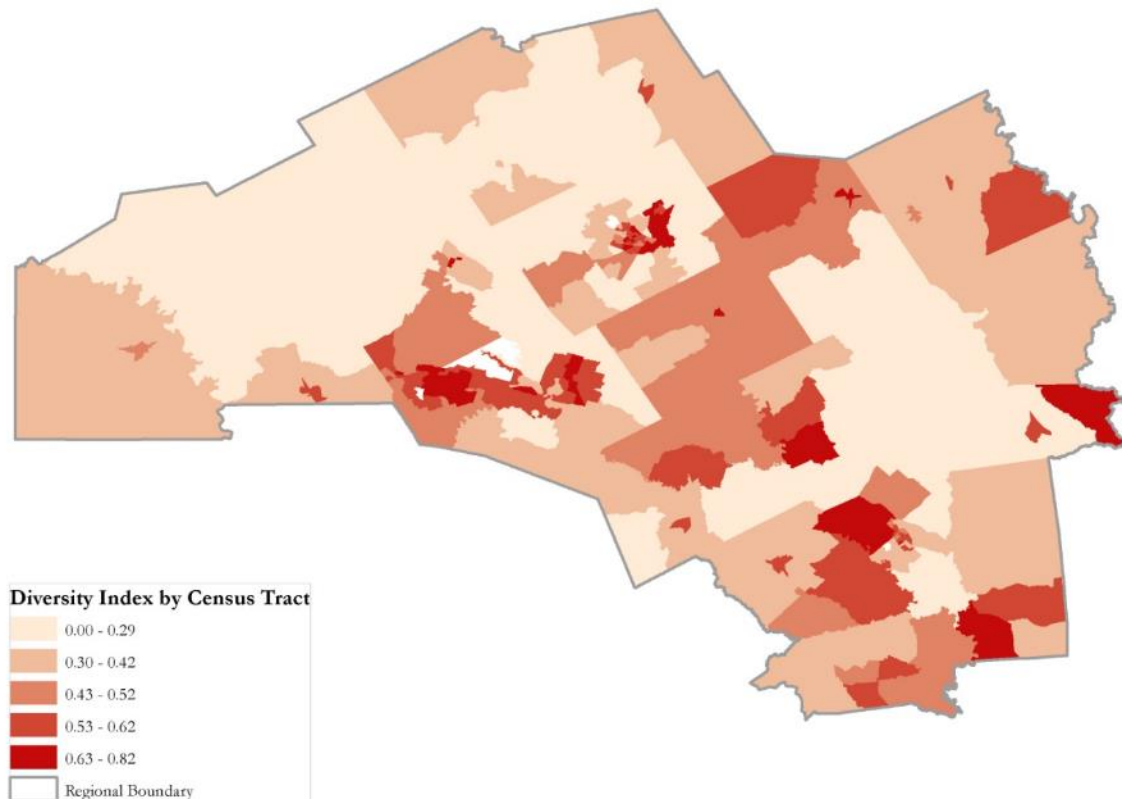 Diversity Index by Census Tract
0.00 - 0.29
0.30 - 0.42
0.43 - 0.52
0.53 - 0.62
0.63 - 0.82
Regional Boundary